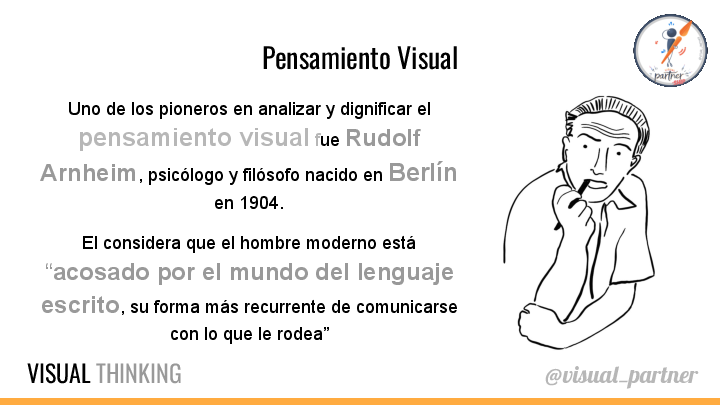 Pensamiento Visual
partner
Uno de los pioneros en analizar y dignificar el
pensamiento visual fue Rudolf
Arnheim, psicólogo y filósofo nacido en Berlín
en 1904.
El considera que el hombre moderno está
“acosado por el mundo del lenguaje
escrito, su forma más recurrente de comunicarse
con lo que le rodea”
VISUAL THINKING
@visual_partner